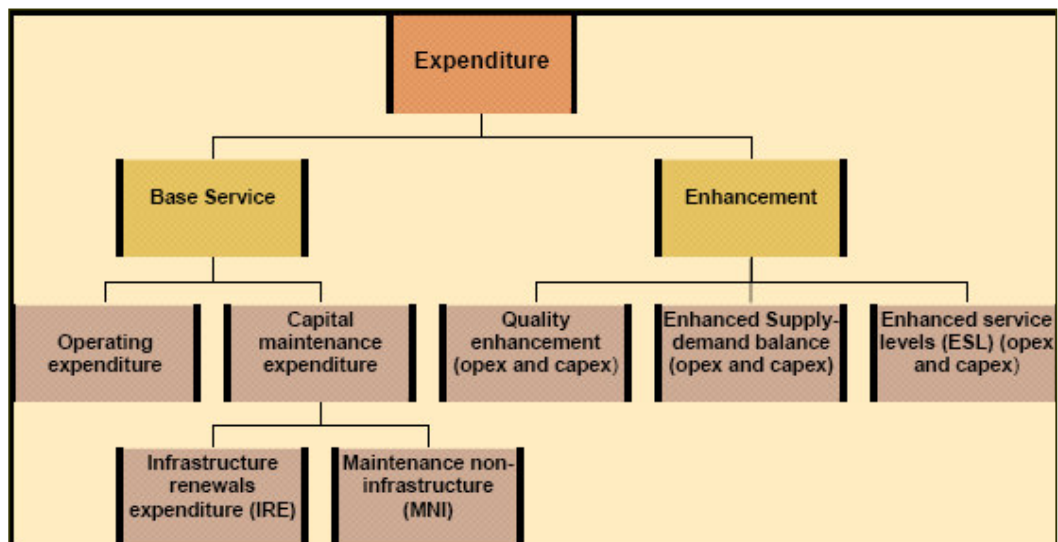 Expenditure
Base Service
Enhancement
Operating
expenditure
Capital
maintenance
expenditure
Quality
enhancement
(opex and capex)
Enhanced Supply-
demand balance
(opex and capex)
Enhanced service
levels (ESL) (opex
and capex)
Infrastructure
renewals
expenditure (IRE)
Maintenance non-
infrastructure
(MNI)